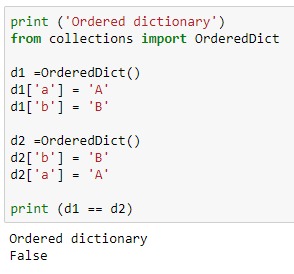 print ('Ordered dictionary')
from collections import OrderedDict
d1 =OrderedDict()
d1['a'] = 'A'
d1['b'] = 'B'
d2 =OrderedDict()
d2['b'] = 'B'
d2['a'] = 'A'
print (d1 == d2)
Ordered dictionary
False